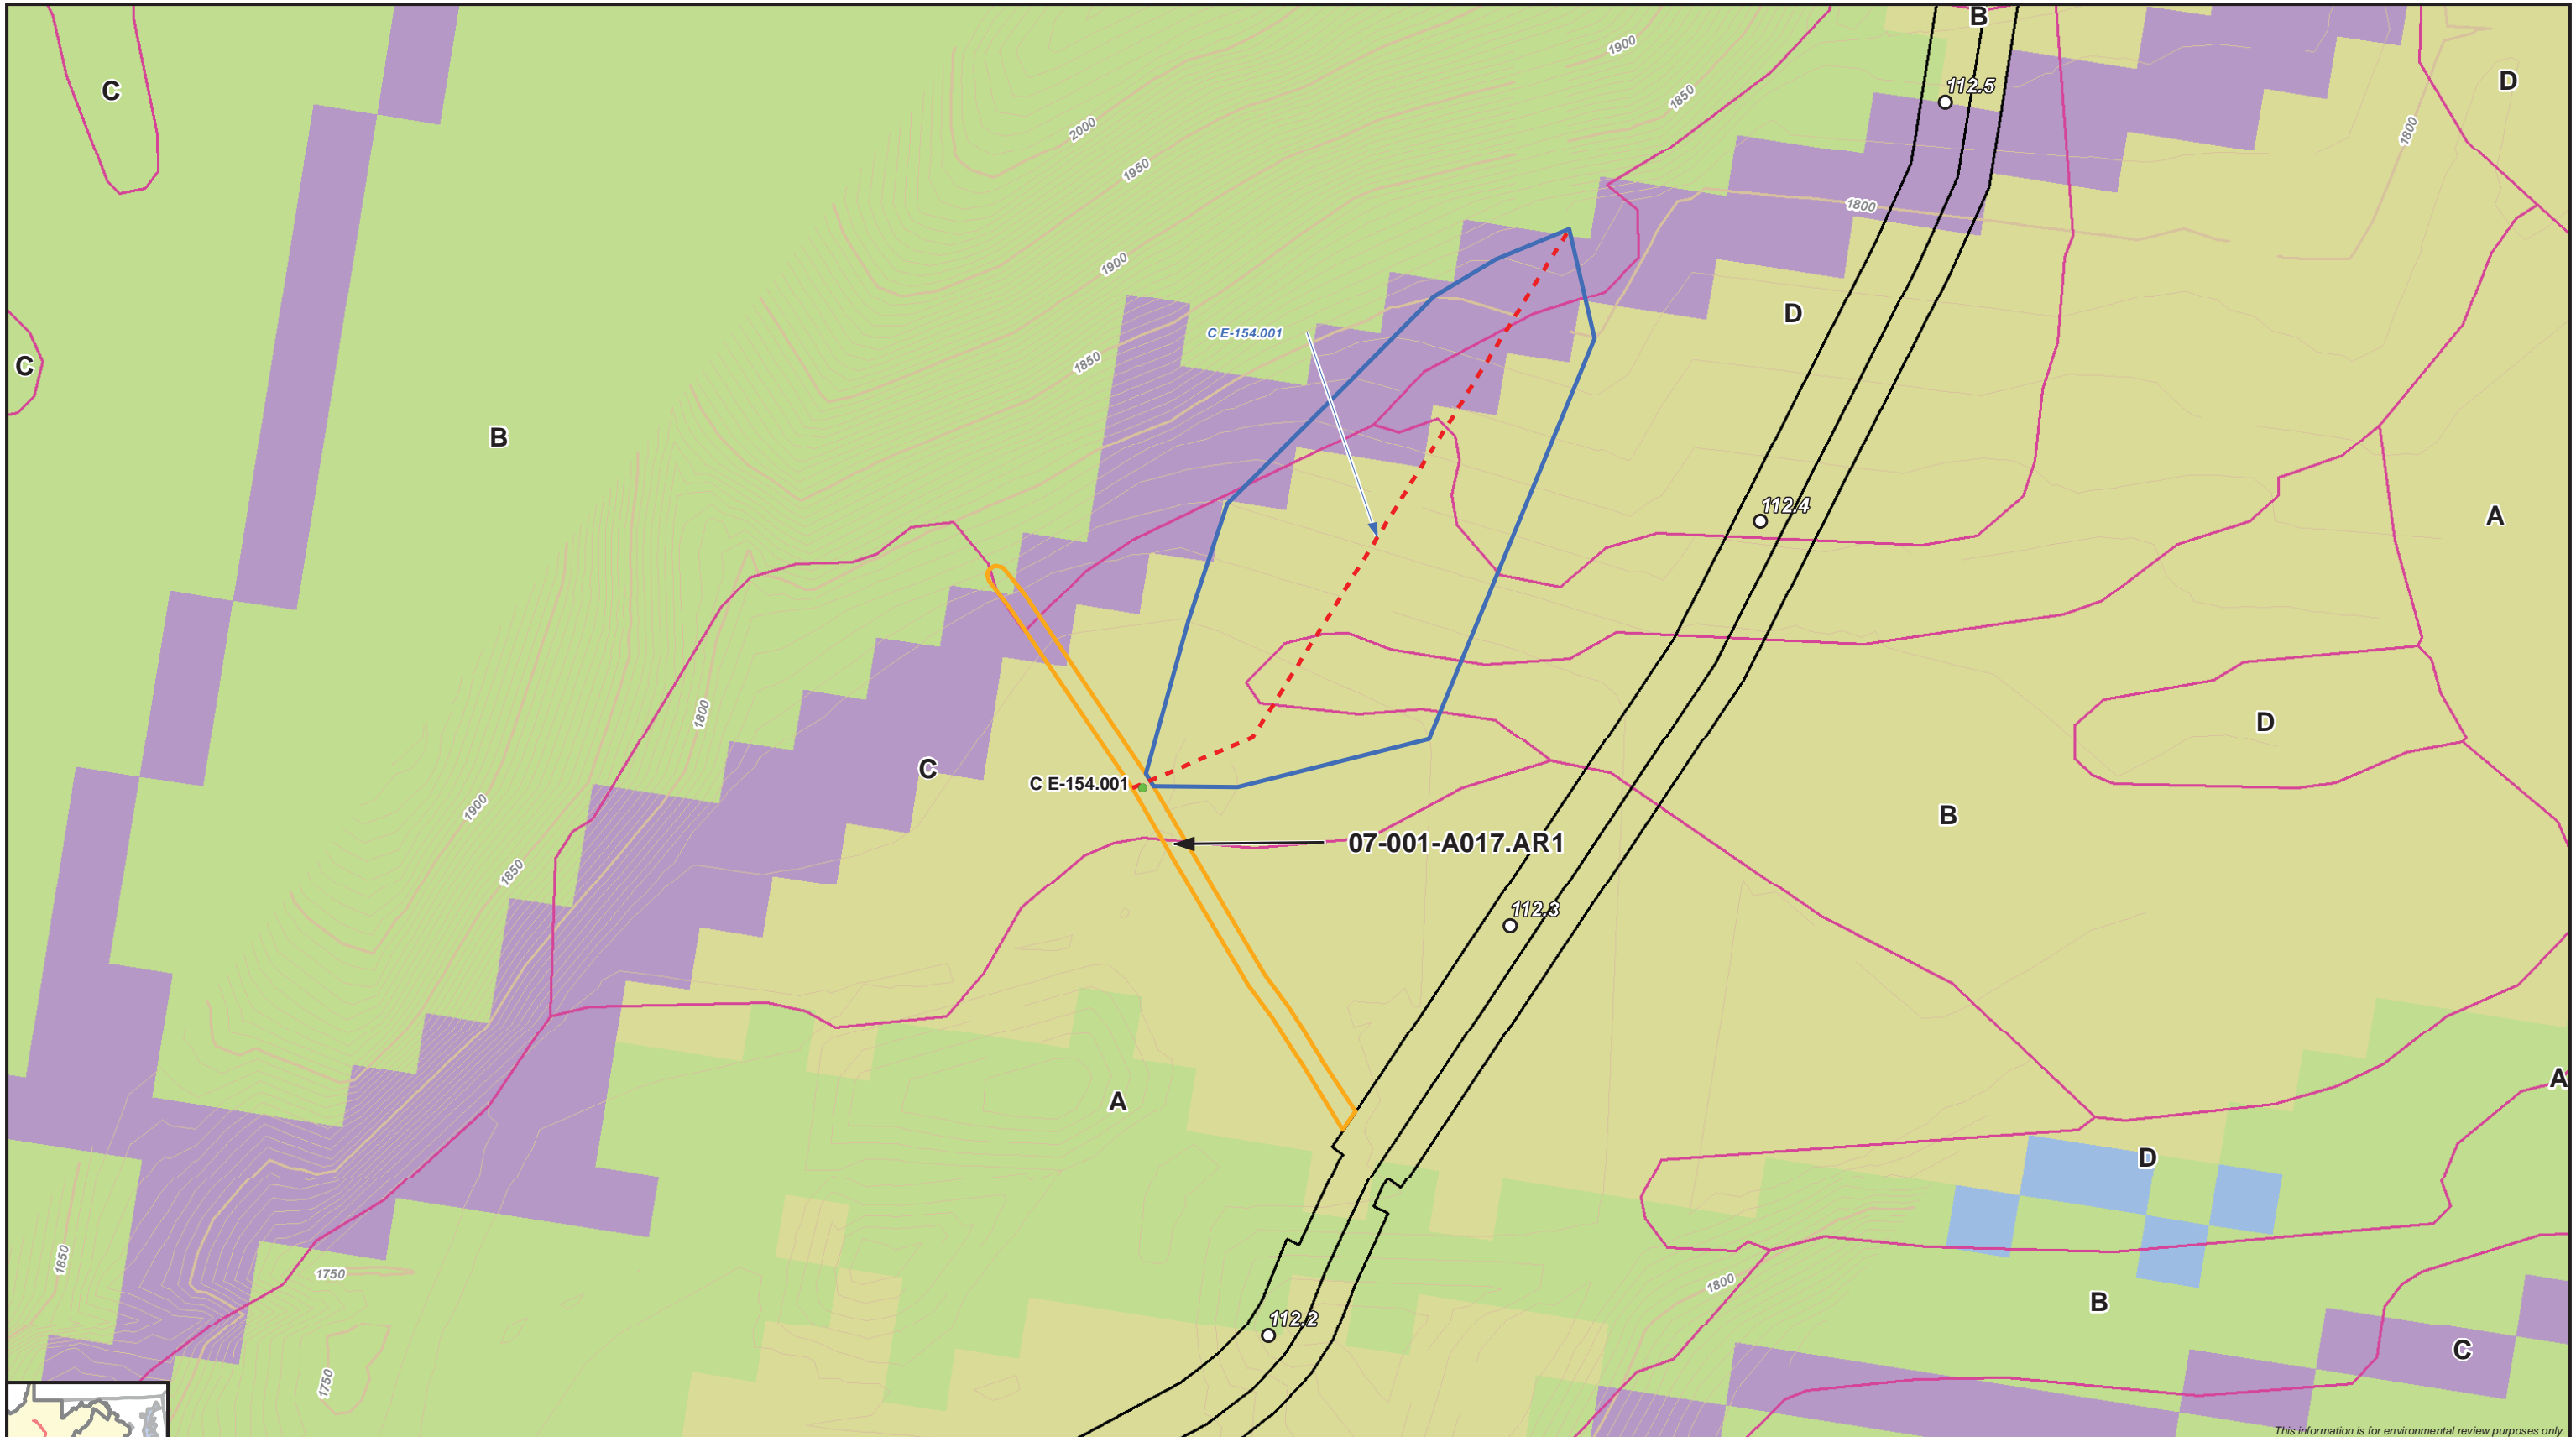 B
112.5
C
D
1900
1850
2000
1800
1950
1800
1900
D
C E-154.001
1850
C
B
112.4
A
1800
D
C
C E-154.001
1900
B
07-001-A017.AR1
1850
112.3
A
A
D
1850
1750
1800
B
112.2
C
1750
This information is for environmental review purposes only.